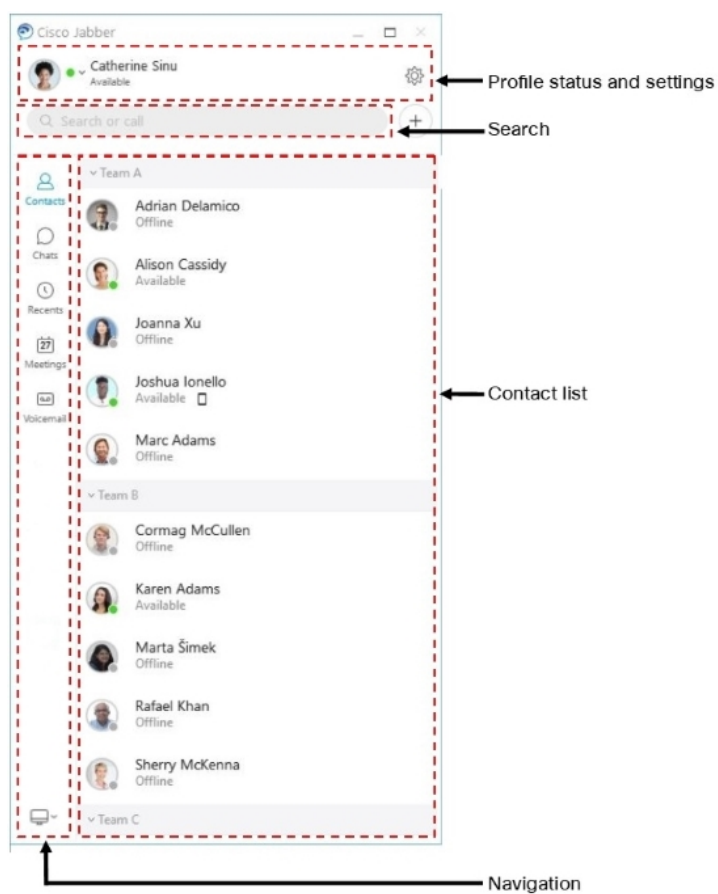 Cisco Jabber
Catherine Sinu
Available
Profile status and settings
Search or call
Search
Team A
Contacts
Adrian Delamico
Offline
Chats
Alison Cassidy
Available
Recents
Joanna Xu
Offline
27
Meetings
Joshua Ionello
Available
Contact list
Voicemail
Marc Adams
Offline
Team B
Cormag McCullen
Offline
Karen Adams
Available
Marta Šimek
Offline
Rafael Khan
Offline
Sherry McKenna
Offline
Team C
Navigation